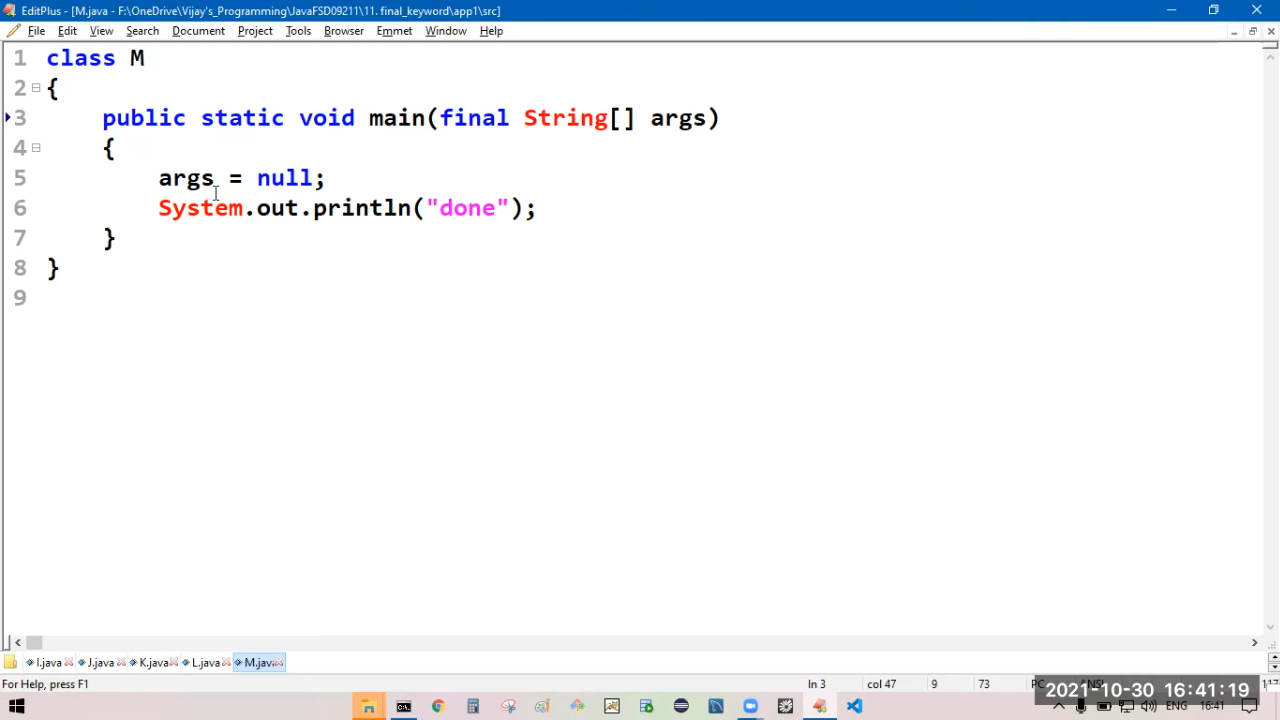 EditPlus - [M.java - F:\OneDrive\Vijay's_Programming\JavaFSD09211\11. final_keyword\app1\src]
File Edit View Search Document Project Tools Browser Emmet Window Help
1 class M
2 {
3 public static void main(final String[] args)
4 {
5 args = null;
6 System.out.println("done");
7 }
8 }
9
I.java J.java K.java L.java M.java
For Help, press F1 ln 3 col 47 9 73 PC ANSI
2021-10-30 16:41:19
ENG 16:41